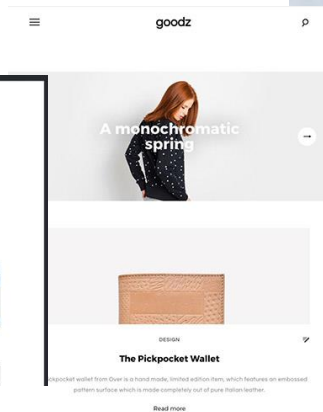 goodz
A monochromatic
spring
DESIGN
The Pickpocket Wallet
wallet from Gver is a hand made, limited edition item, which features an embossed
pattern surface which is made completely out of pure Italian leather.
Read more